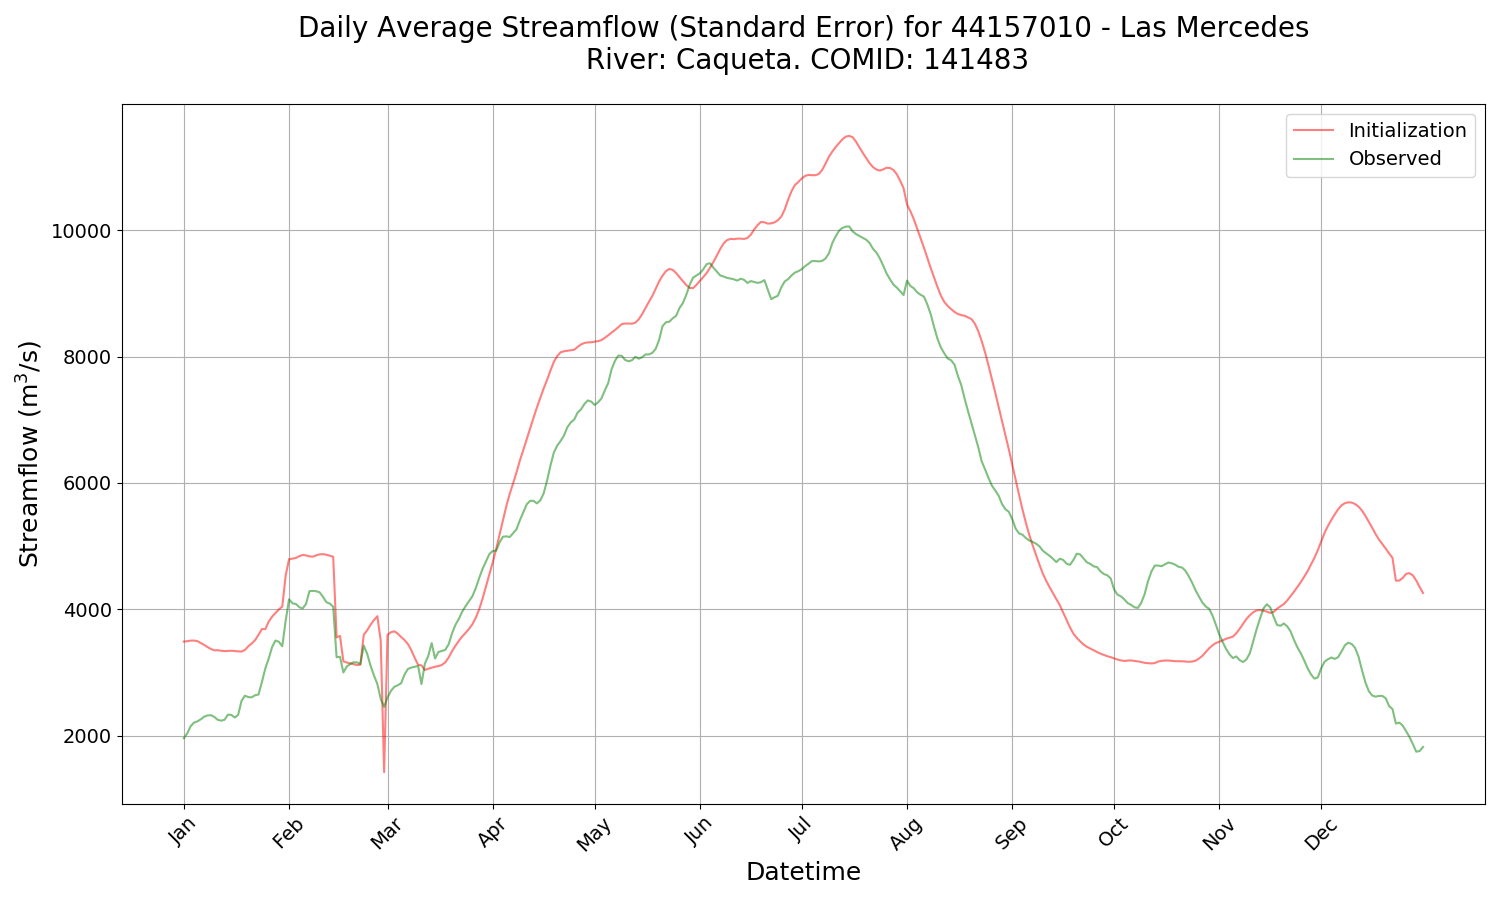 Daily Average Streamflow (Standard Error) for 44157010 - Las Mercedes
River: Caqueta. COMID: 141483
Initialization
Observed
Streamflow (m³/s)
10000
8000
6000
4000
2000
Jan
Feb
Mar
Apr
May
Jun
Jul
Aug
Sep
Oct
Nov
Dec
Datetime